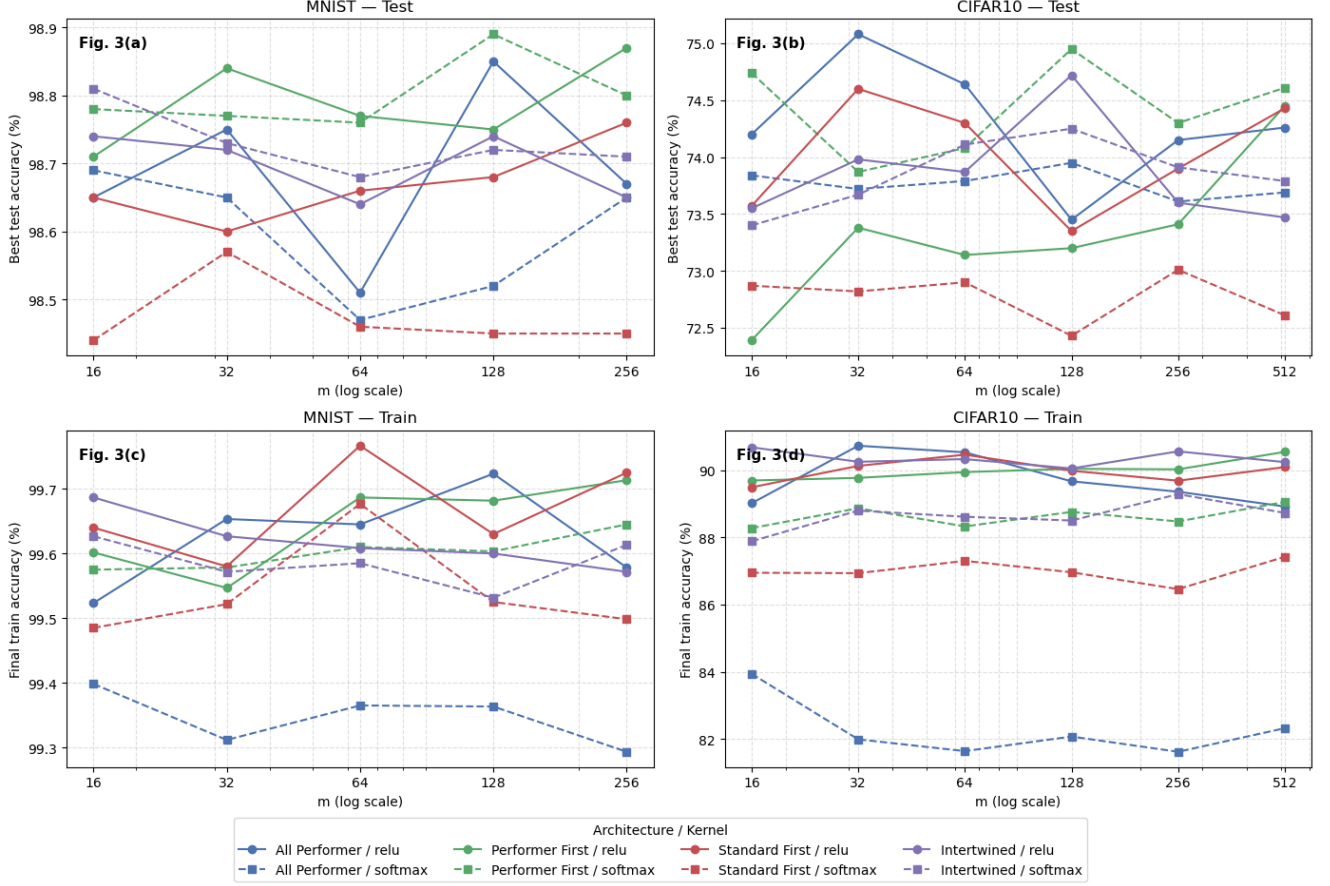 MNIST — Test
Fig. 3(a)
Best test accuracy (%)
98.9
98.8
98.7
98.6
98.5
16 32 64 128 256
m (log scale)
CIFAR10 — Test
Fig. 3(b)
Best test accuracy (%)
75.0
74.5
74.0
73.5
73.0
72.5
16 32 64 128 256 512
m (log scale)
MNIST — Train
Fig. 3(c)
Final train accuracy (%)
99.7
99.6
99.5
99.4
99.3
16 32 64 128 256
m (log scale)
CIFAR10 — Train
Fig. 3(d)
Final train accuracy (%)
90
88
86
84
82
16 32 64 128 256 512
m (log scale)
Architecture / Kernel
All Performer / relu Performer First / relu Standard First / relu Intertwined / relu
All Performer / softmax Performer First / softmax Standard First / softmax Intertwined / softmax